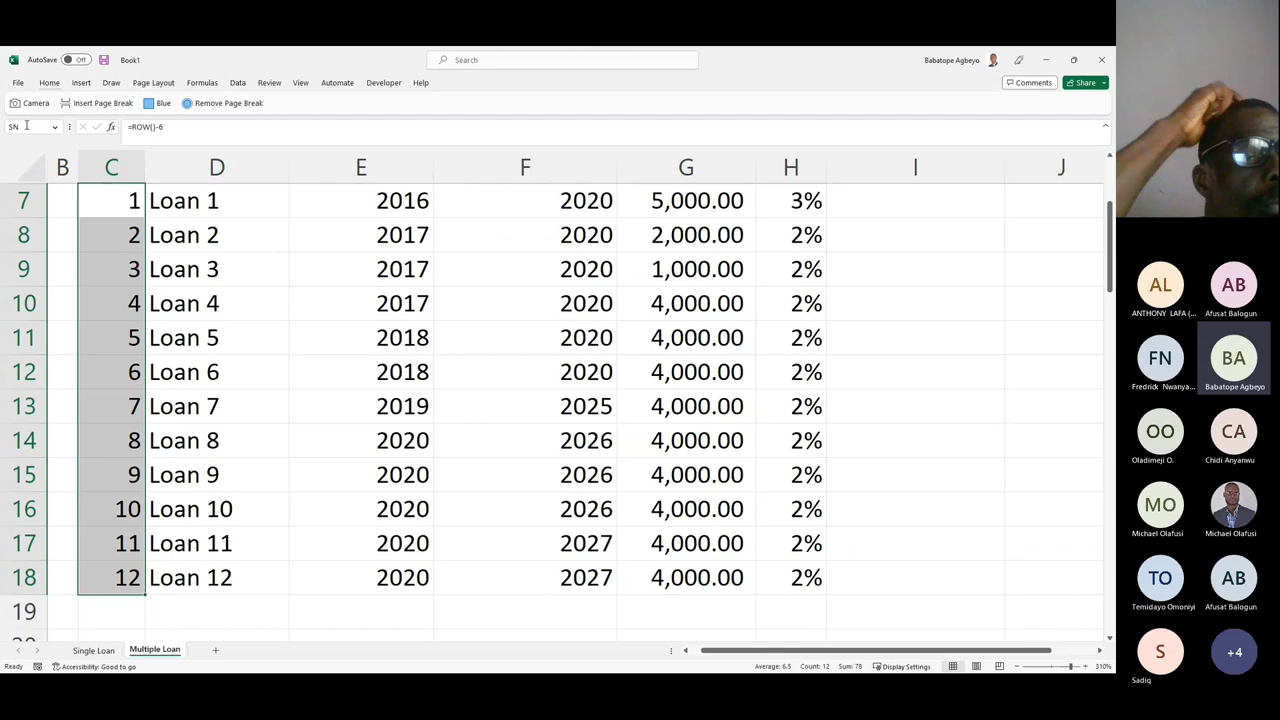 AutoSave Off Book1 Search Babatope Agbeyo
File Home Insert Draw Page Layout Formulas Data Review View Automate Developer Help Comments Share
Camera Insert Page Break Blue Remove Page Break
SN fx =ROW()-6
B C D E F G H I J
7 1 Loan 1 2016 2020 5,000.00 3%
8 2 Loan 2 2017 2020 2,000.00 2%
9 3 Loan 3 2017 2020 1,000.00 2%
10 4 Loan 4 2017 2020 4,000.00 2%
11 5 Loan 5 2018 2020 4,000.00 2%
12 6 Loan 6 2018 2020 4,000.00 2%
13 7 Loan 7 2019 2025 4,000.00 2%
14 8 Loan 8 2020 2026 4,000.00 2%
15 9 Loan 9 2020 2026 4,000.00 2%
16 10 Loan 10 2020 2026 4,000.00 2%
17 11 Loan 11 2020 2027 4,000.00 2%
18 12 Loan 12 2020 2027 4,000.00 2%
19
Single Loan Multiple Loan
Ready Accessibility: Good to go Average: 6.5 Count: 12 Sum: 78 Display Settings 310%
AL AB
ANTHONY LAFA (... Afusat Balogun
FN BA
Fredrick Nwanya... Babatope Agbeyo
OO CA
Oladimeji O. Chidi Anyanwu
MO
Michael Olafusi Michael Olafusi
TO AB
Temidayo Omoniyi Afusat Balogun
S +4
Sadiq